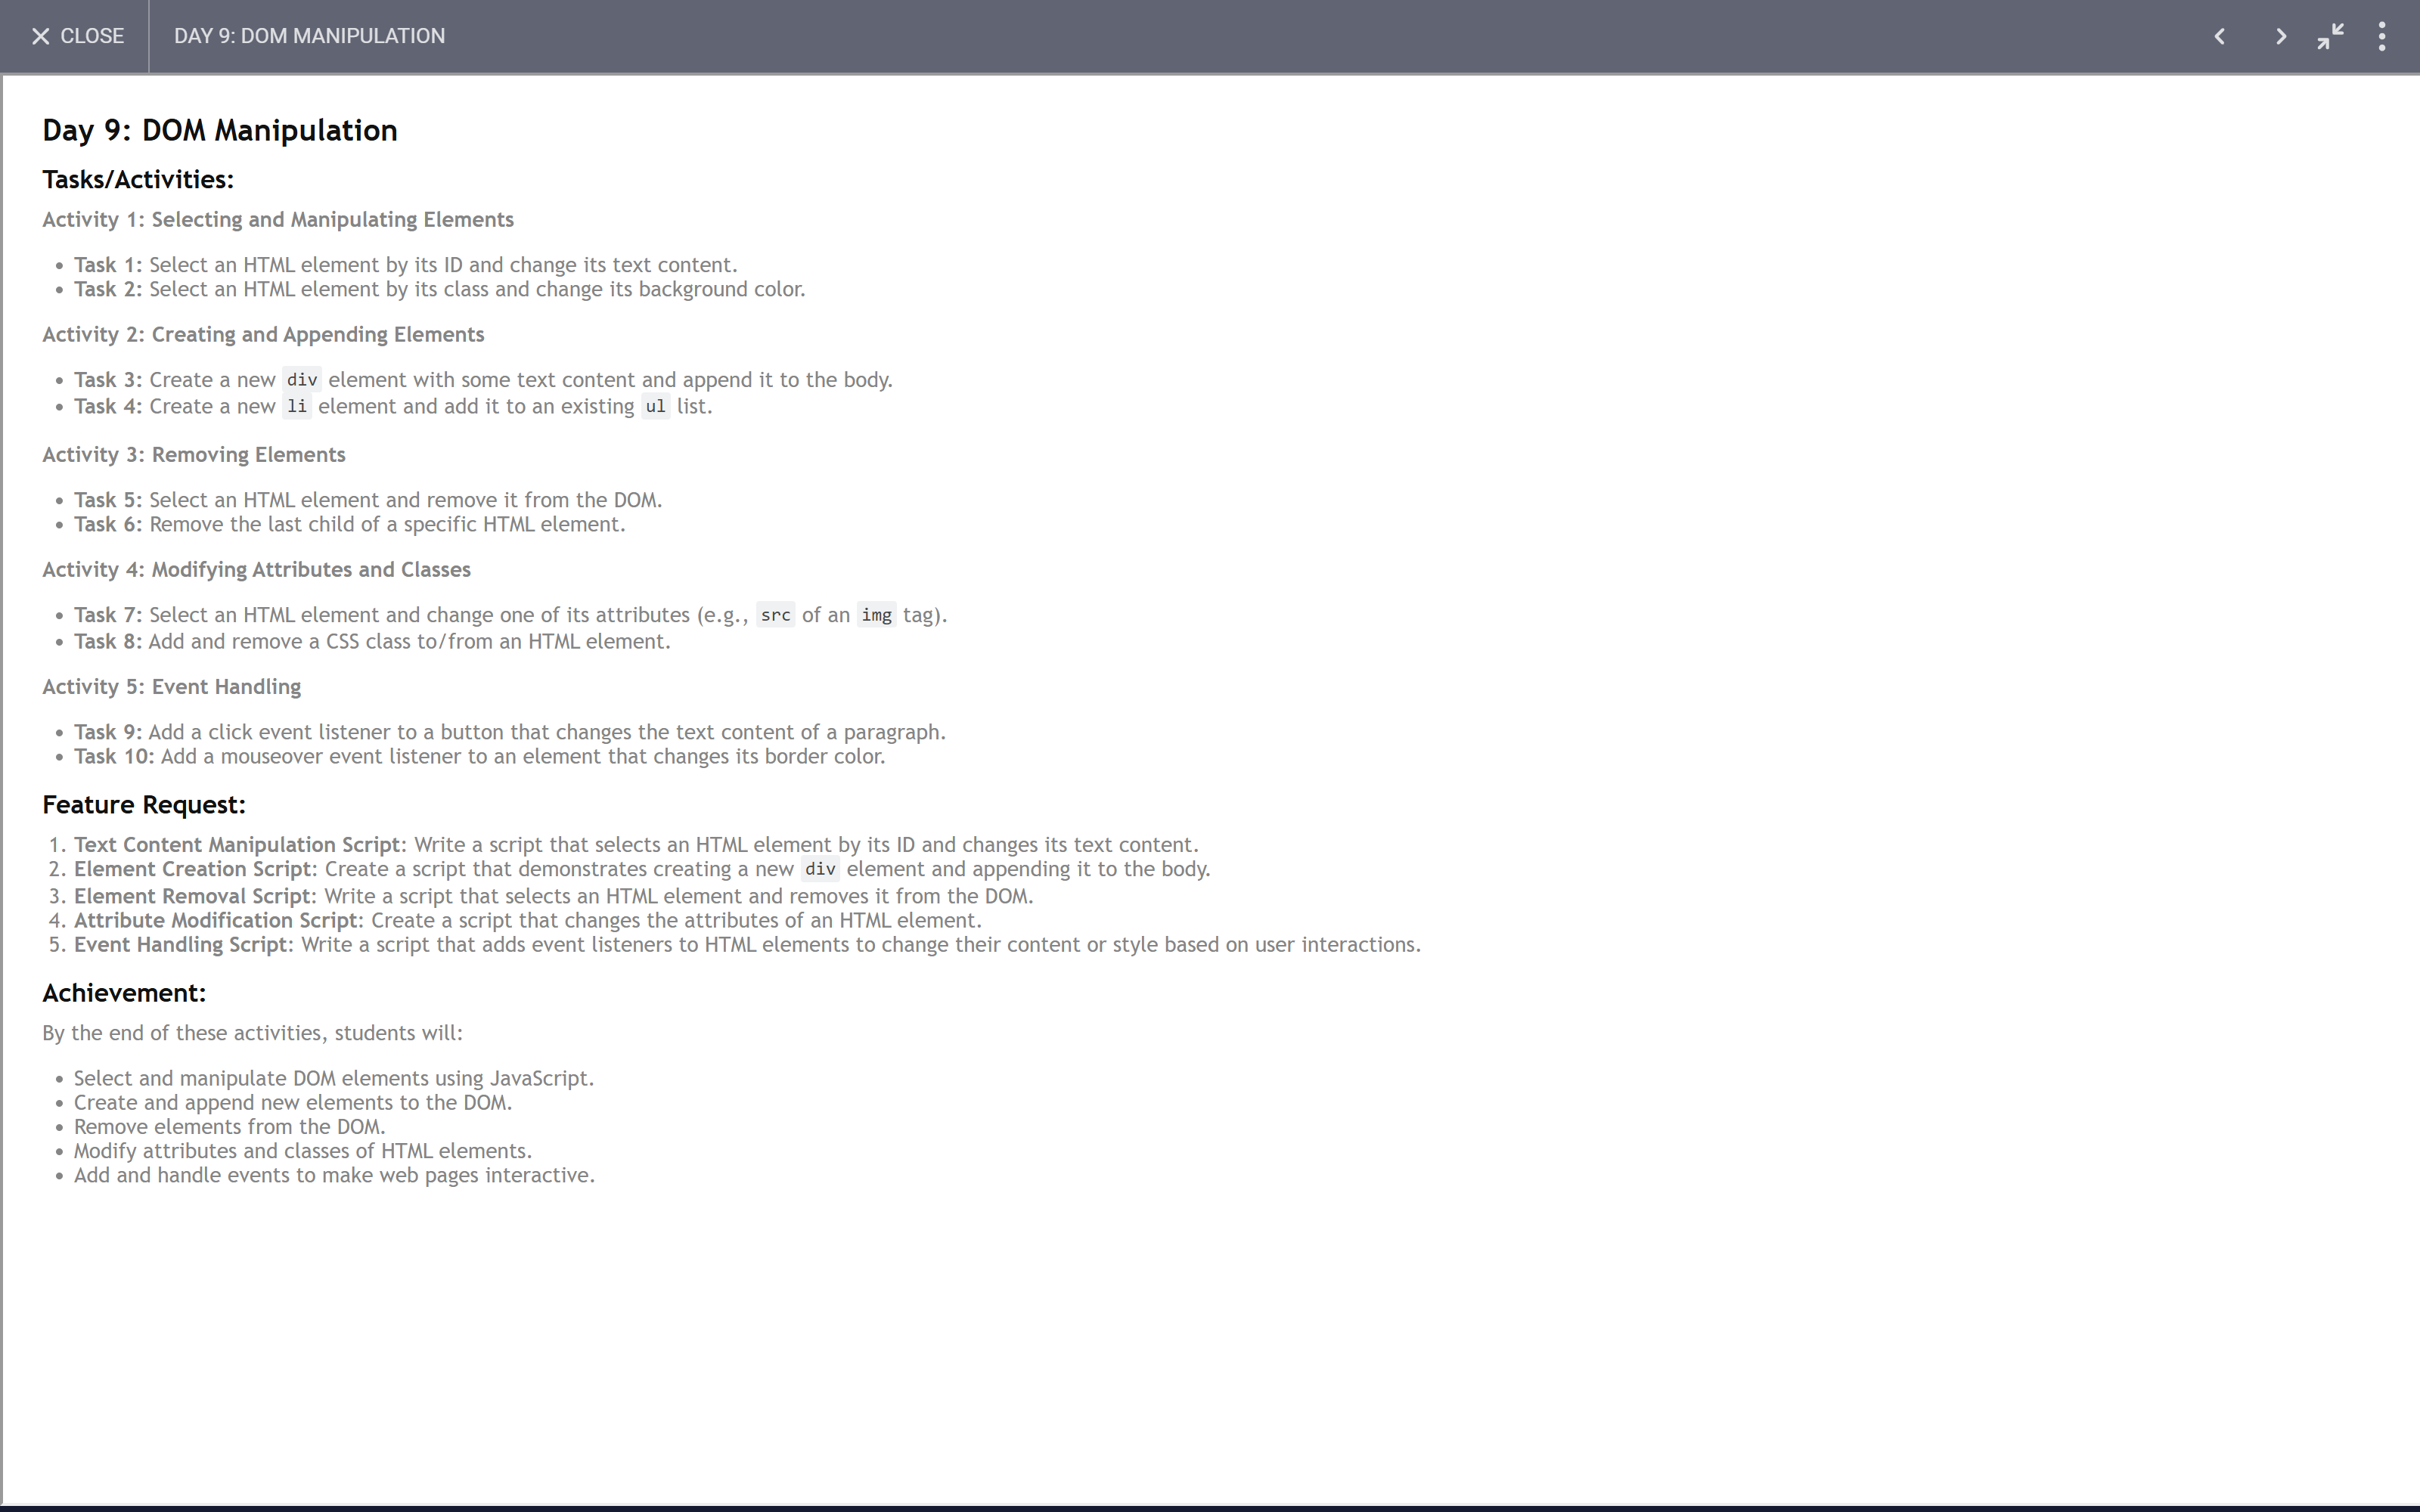 CLOSE
DAY 9: DOM MANIPULATION
Day 9: DOM Manipulation
Tasks/Activities:
Activity 1: Selecting and Manipulating Elements
• Task 1: Select an HTML element by its ID and change its text content.
• Task 2: Select an HTML element by its class and change its background color.
Activity 2: Creating and Appending Elements
• Task 3: Create a new div element with some text content and append it to the body.
• Task 4: Create a new li element and add it to an existing ul list.
Activity 3: Removing Elements
• Task 5: Select an HTML element and remove it from the DOM.
• Task 6: Remove the last child of a specific HTML element.
Activity 4: Modifying Attributes and Classes
• Task 7: Select an HTML element and change one of its attributes (e.g., src of an img tag).
• Task 8: Add and remove a CSS class to/from an HTML element.
Activity 5: Event Handling
• Task 9: Add a click event listener to a button that changes the text content of a paragraph.
• Task 10: Add a mouseover event listener to an element that changes its border color.
Feature Request:
1. Text Content Manipulation Script: Write a script that selects an HTML element by its ID and changes its text content.
2. Element Creation Script: Create a script that demonstrates creating a new div element and appending it to the body.
3. Element Removal Script: Write a script that selects an HTML element and removes it from the DOM.
4. Attribute Modification Script: Create a script that changes the attributes of an HTML element.
5. Event Handling Script: Write a script that adds event listeners to HTML elements to change their content or style based on user interactions.
Achievement:
By the end of these activities, students will:
• Select and manipulate DOM elements using JavaScript.
• Create and append new elements to the DOM.
• Remove elements from the DOM.
• Modify attributes and classes of HTML elements.
• Add and handle events to make web pages interactive.